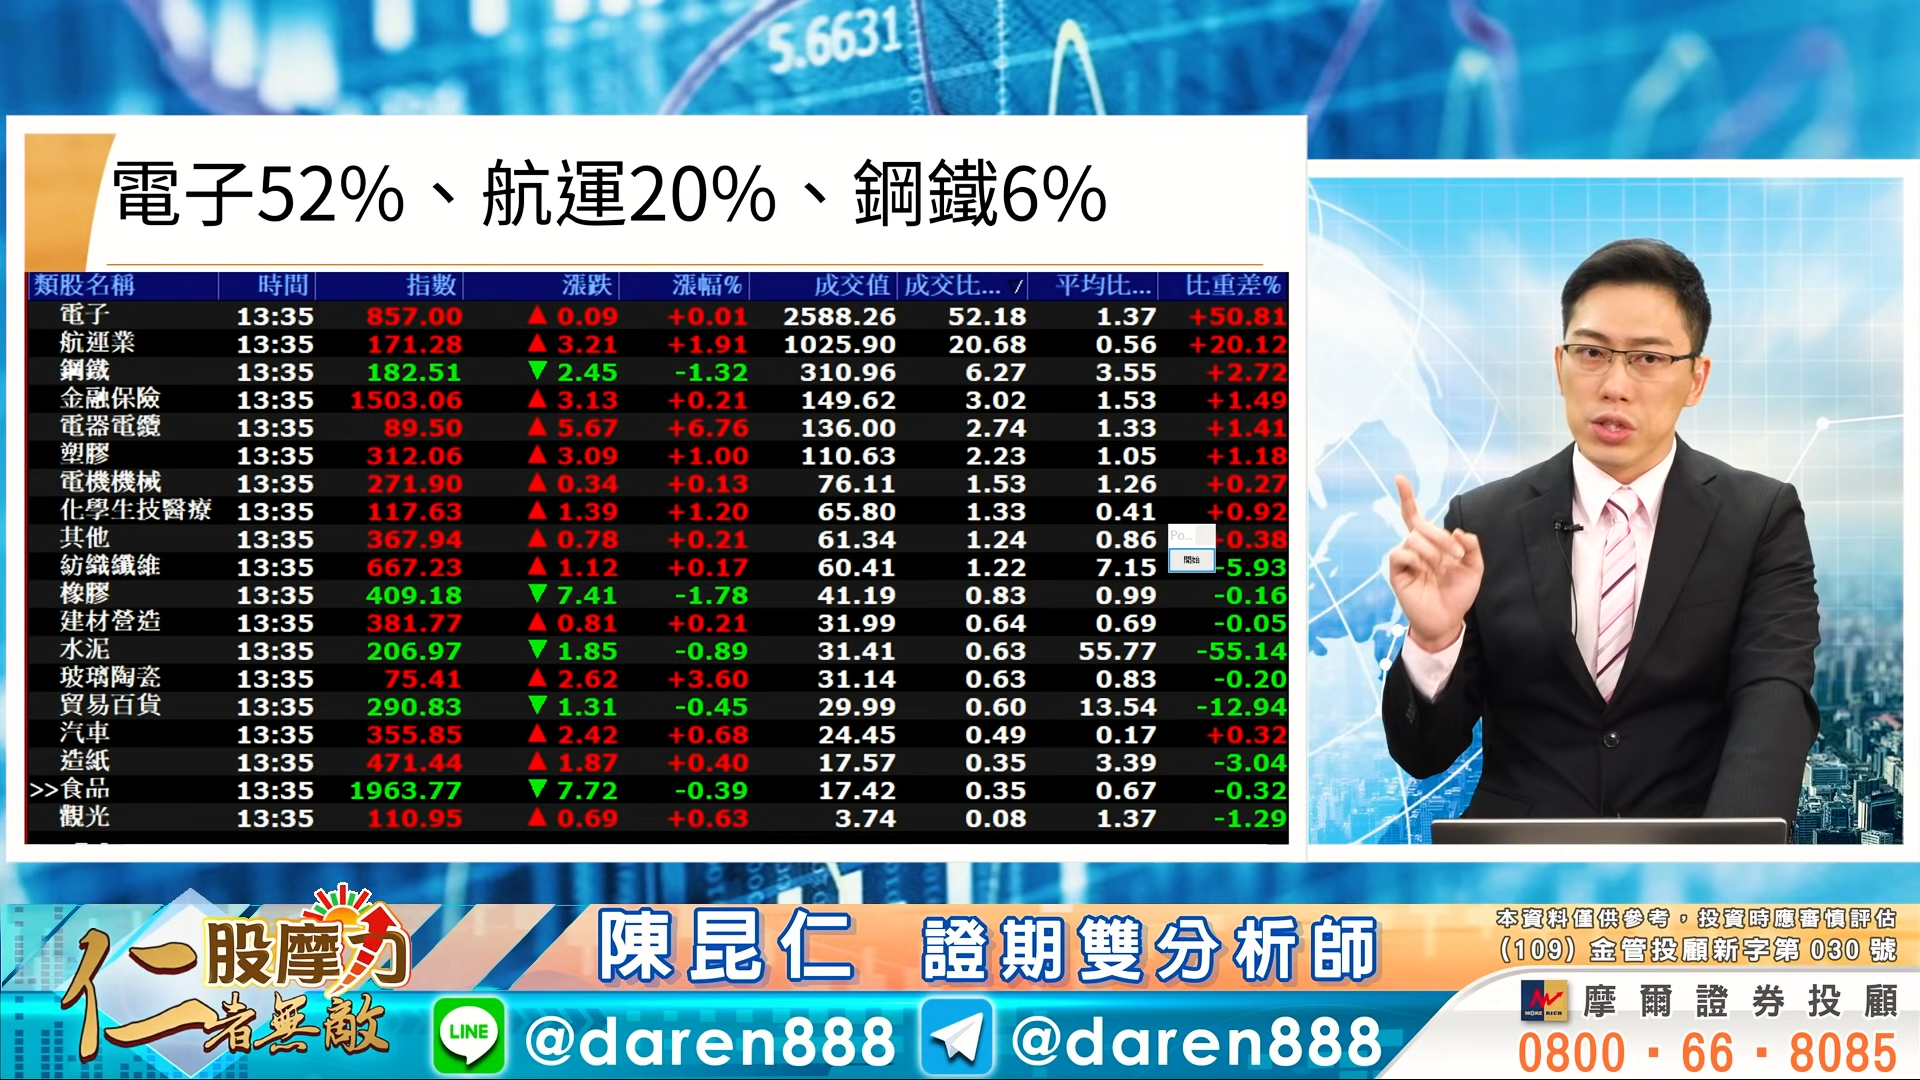 5.6631
電子52%、航運20%、鋼鐵6%
類股名稱 時間 指數 漲跌 漲幅% 成交值 成交比... 平均比... 比重差%
電子 13:35 857.00 ▲ 0.09 +0.01 2588.26 52.18 1.37 +50.81
航運業 13:35 171.28 ▲ 3.21 +1.91 1025.90 20.68 0.56 +20.12
鋼鐵 13:35 182.51 ▼ 2.45 -1.32 310.96 6.27 3.55 +2.72
金融保險 13:35 1503.06 ▲ 3.13 +0.21 149.62 3.02 1.53 +1.49
電器電纜 13:35 89.50 ▲ 5.67 +6.76 136.00 2.74 1.33 +1.41
塑膠 13:35 312.06 ▲ 3.09 +1.00 110.63 2.23 1.05 +1.18
電機機械 13:35 271.90 ▲ 0.34 +0.13 76.11 1.53 1.26 +0.27
化學生技醫療 13:35 117.63 ▲ 1.39 +1.20 65.80 1.33 0.41 +0.92
其他 13:35 367.94 ▲ 0.78 +0.21 61.34 1.24 0.86 0.38
Po...
紡織纖維 13:35 667.23 ▲ 1.12 +0.17 60.41 1.22 7.15 -5.93
開始
橡膠 13:35 409.18 ▼ 7.41 -1.78 41.19 0.83 0.99 -0.16
建材營造 13:35 381.77 ▲ 0.81 +0.21 31.99 0.64 0.69 -0.05
水泥 13:35 206.97 ▼ 1.85 -0.89 31.41 0.63 55.77 -55.14
玻璃陶瓷 13:35 75.41 ▲ 2.62 +3.60 31.14 0.63 0.83 -0.20
貿易百貨 13:35 290.83 ▼ 1.31 -0.45 29.99 0.60 13.54 -12.94
汽車 13:35 355.85 ▲ 2.42 +0.68 24.45 0.49 0.17 +0.32
造紙 13:35 471.44 ▲ 1.87 +0.40 17.57 0.35 3.39 -3.04
>>食品 13:35 1963.77 ▼ 7.72 -0.39 17.42 0.35 0.67 -0.32
觀光 13:35 110.95 ▲ 0.69 +0.63 3.74 0.08 1.37 -1.29
股摩力
仁者無敵
陳昆仁 證期雙分析師
LINE @daren888 @daren888
本資料僅供參考，投資時應審慎評估
(109) 金管投顧新字第 030 號
MORE RICH 摩爾證券投顧
0800·66·8085